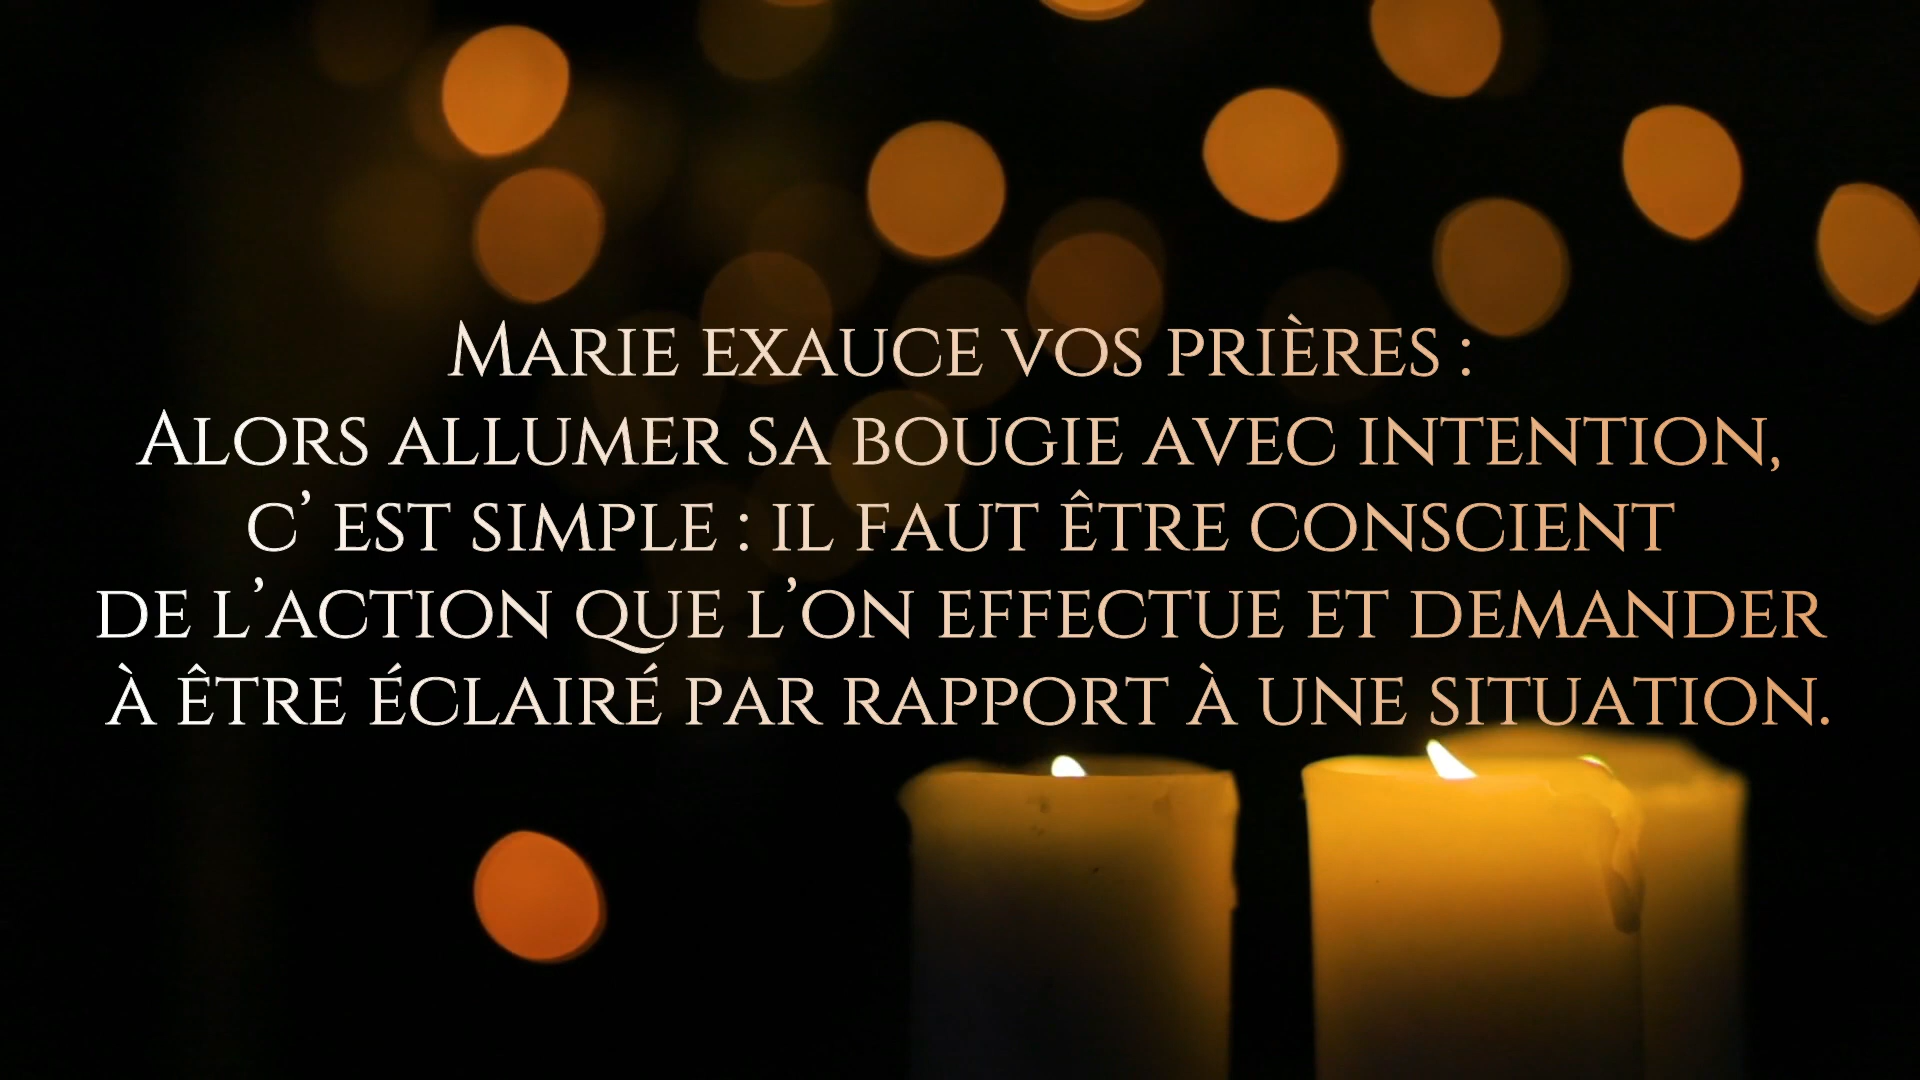 Marie exauce vos prières :
Alors allumer sa bougie avec intention,
c’ est simple : il faut être conscient
de l’action que l’on effectue et demander
à être éclairé par rapport à une situation.